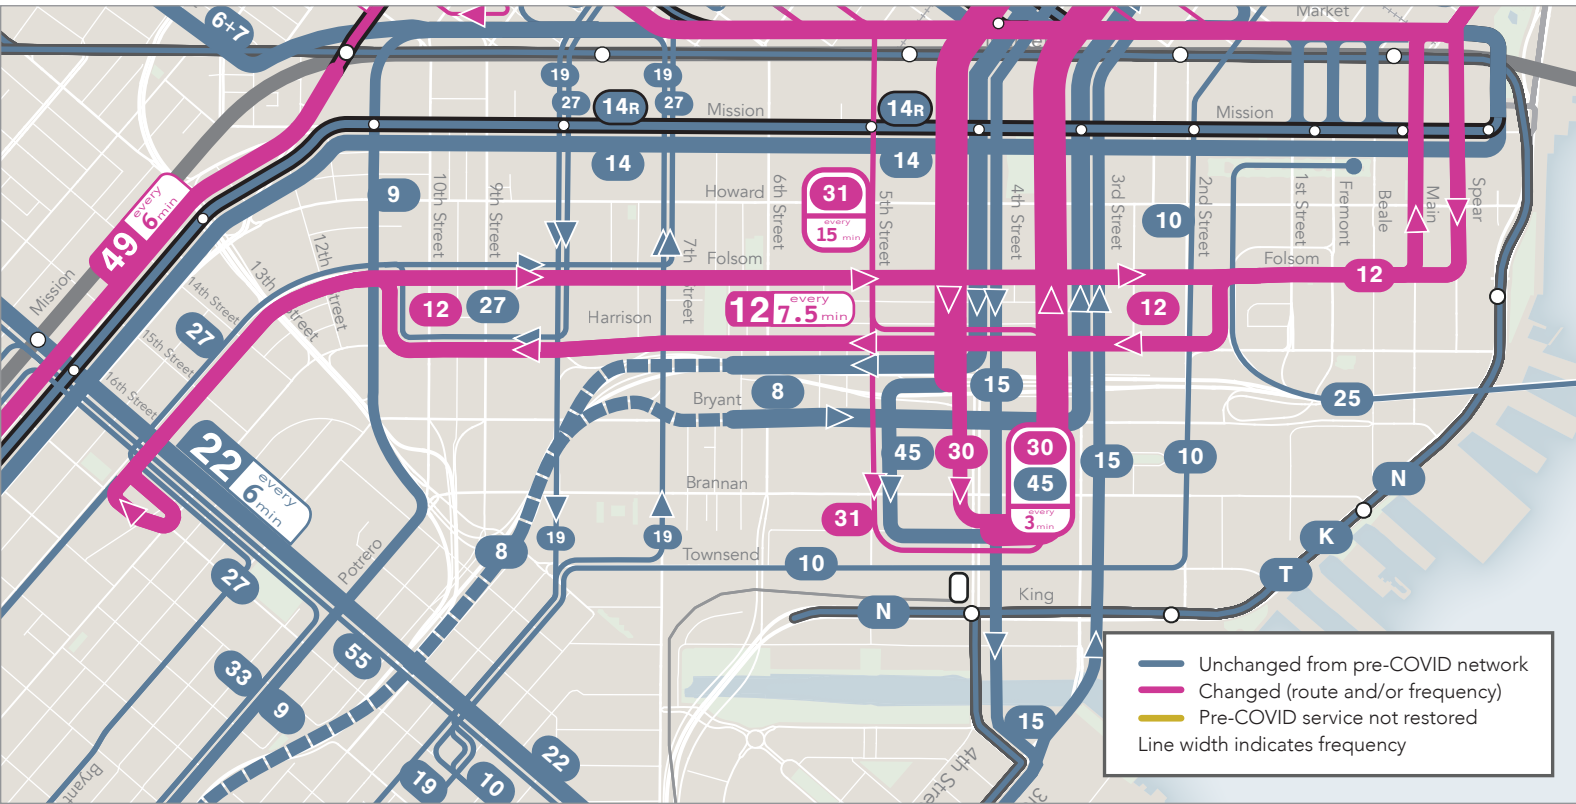 6+7
Market
19
19
27
14R
27
Mission
14R
Mission
14
14
9
10th Street
9th Street
Howard
6th Street
31
every
15 min
5th Street
4th Street
3rd Street
10
2nd Street
1st Street
Fremont
Beale
Main
Spear
49
every
6 min
Mission
12th Street
13th Street
14th Street
15th Street
16th Street
7th Street
Folsom
Folsom
12
12
27
12
every
7.5 min
12
Harrison
27
15
8
Bryant
25
22
every
6 min
45
30
30
45
every
3 min
15
10
Brannan
N
31
19
19
8
Townsend
10
K
Potrero
27
T
King
N
55
33
9
Unchanged from pre-COVID network
Changed (route and/or frequency)
Pre-COVID service not restored
Line width indicates frequency
15
22
19
10
Bryant
4th Stre
3r